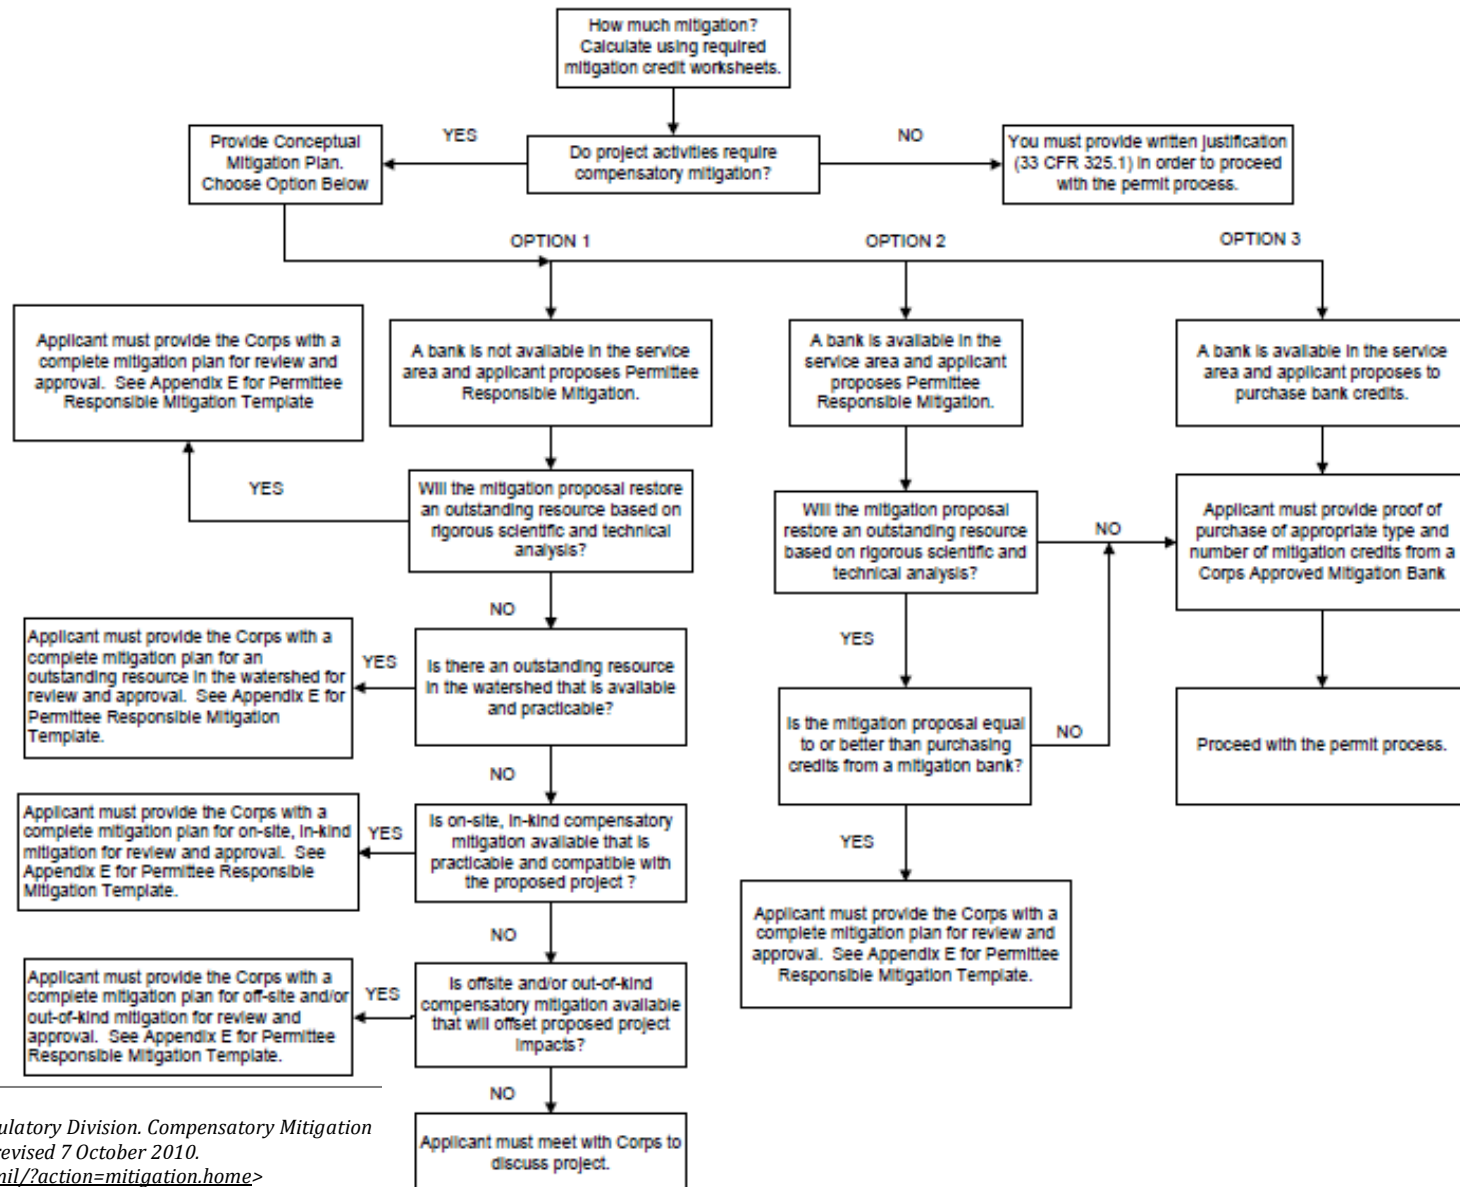 How much mitigation?
Calculate using required
mitigation credit worksheets.
YES
NO
Provide Conceptual
Mitigation Plan.
Choose Option Below
Do project activities require
compensatory mitigation?
You must provide written justification
(33 CFR 325.1) in order to proceed
with the permit process.
OPTION 1
OPTION 2
OPTION 3
Applicant must provide the Corps with a
complete mitigation plan for review and
approval. See Appendix E for Permittee
Responsible Mitigation Template
A bank is not available in the service
area and applicant proposes Permittee
Responsible Mitigation.
A bank is available in the
service area and applicant
proposes Permittee
Responsible Mitigation.
A bank is available in the service
area and applicant proposes to
purchase bank credits.
YES
Will the mitigation proposal restore
an outstanding resource based on
rigorous scientific and technical
analysis?
Will the mitigation proposal
restore an outstanding resource
based on rigorous scientific and
technical analysis?
NO
Applicant must provide proof of
purchase of appropriate type and
number of mitigation credits from a
Corps Approved Mitigation Bank
NO
Applicant must provide the Corps with a
complete mitigation plan for an
outstanding resource in the watershed for
review and approval. See Appendix E for
Permittee Responsible Mitigation
Template.
YES
Is there an outstanding resource
in the watershed that is available
and practicable?
YES
Is the mitigation proposal equal
to or better than purchasing
credits from a mitigation bank?
NO
Proceed with the permit process.
NO
Applicant must provide the Corps with a
complete mitigation plan for on-site, in-kind
mitigation for review and approval. See
Appendix E for Permittee Responsible
Mitigation Template.
YES
Is on-site, in-kind compensatory
mitigation available that is
practicable and compatible with
the proposed project ?
YES
Applicant must provide the Corps with a
complete mitigation plan for review and
approval. See Appendix E for Permittee
Responsible Mitigation Template.
NO
Applicant must provide the Corps with a
complete mitigation plan for off-site and/or
out-of-kind mitigation for review and
approval. See Appendix E for Permittee
Responsible Mitigation Template.
YES
Is offsite and/or out-of-kind
compensatory mitigation available
that will offset proposed project
impacts?
NO
Applicant must meet with Corps to
discuss project.
ulatory Division. Compensatory Mitigation
revised 7 October 2010.
mil/?action=mitigation.home>